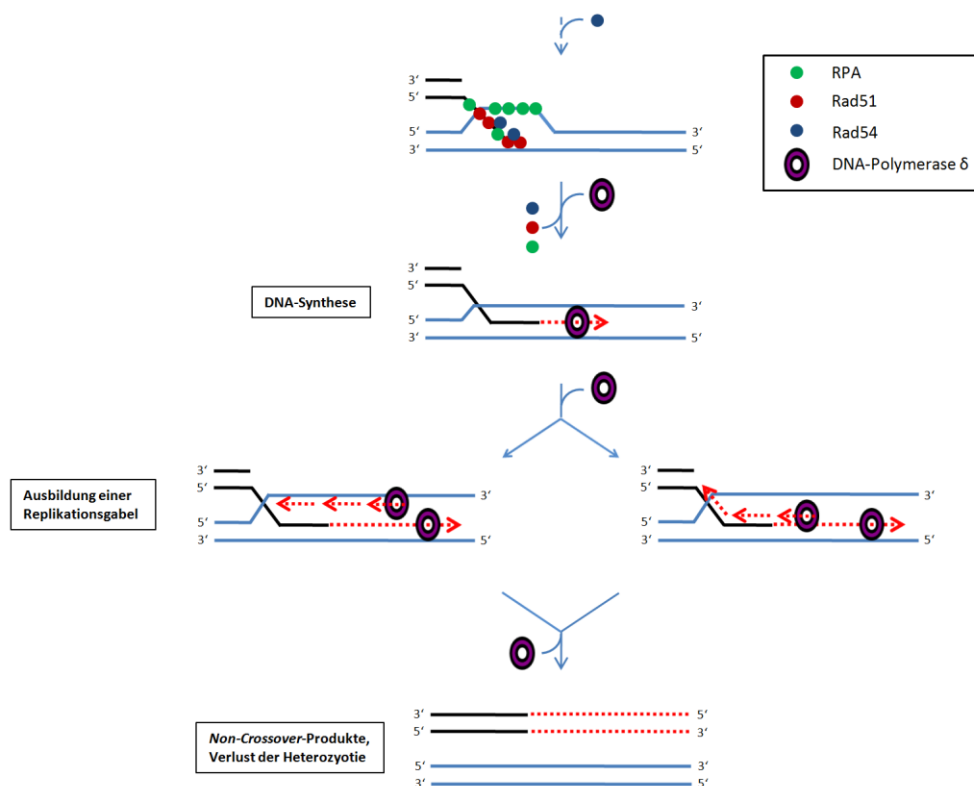 RPA
Rad51
Rad54
DNA-Polymerase δ
3′
5′
5′ 3′
3′ 5′
3′
5′
DNA-Synthese
3′
5′
3′
3′
5′
5′
Ausbildung einer
Replikationsgabel
3′
5′
3′
5′
3′ 5′
3′
5′
3′
5′
3′ 5′
Non-Crossover-Produkte,
Verlust der Heterozyotie
3′ 5′
5′ 3′
5′ 3′
3′ 5′